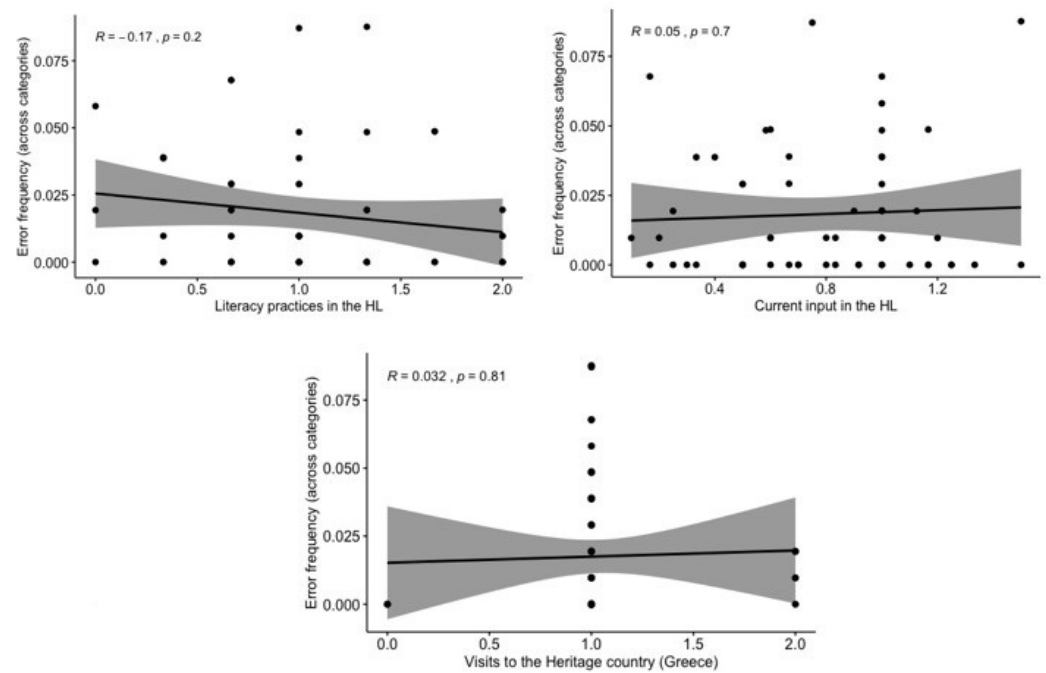 R = −0.17 , p = 0.2
Error frequency (across categories)
0.075
0.050
0.025
0.000
0.0 0.5 1.0 1.5 2.0
Literacy practices in the HL
R = 0.05 , p = 0.7
Error frequency (across categories)
0.075
0.050
0.025
0.000
0.4 0.8 1.2
Current input in the HL
R = 0.032 , p = 0.81
Error frequency (across categories)
0.075
0.050
0.025
0.000
0.0 0.5 1.0 1.5 2.0
Visits to the Heritage country (Greece)